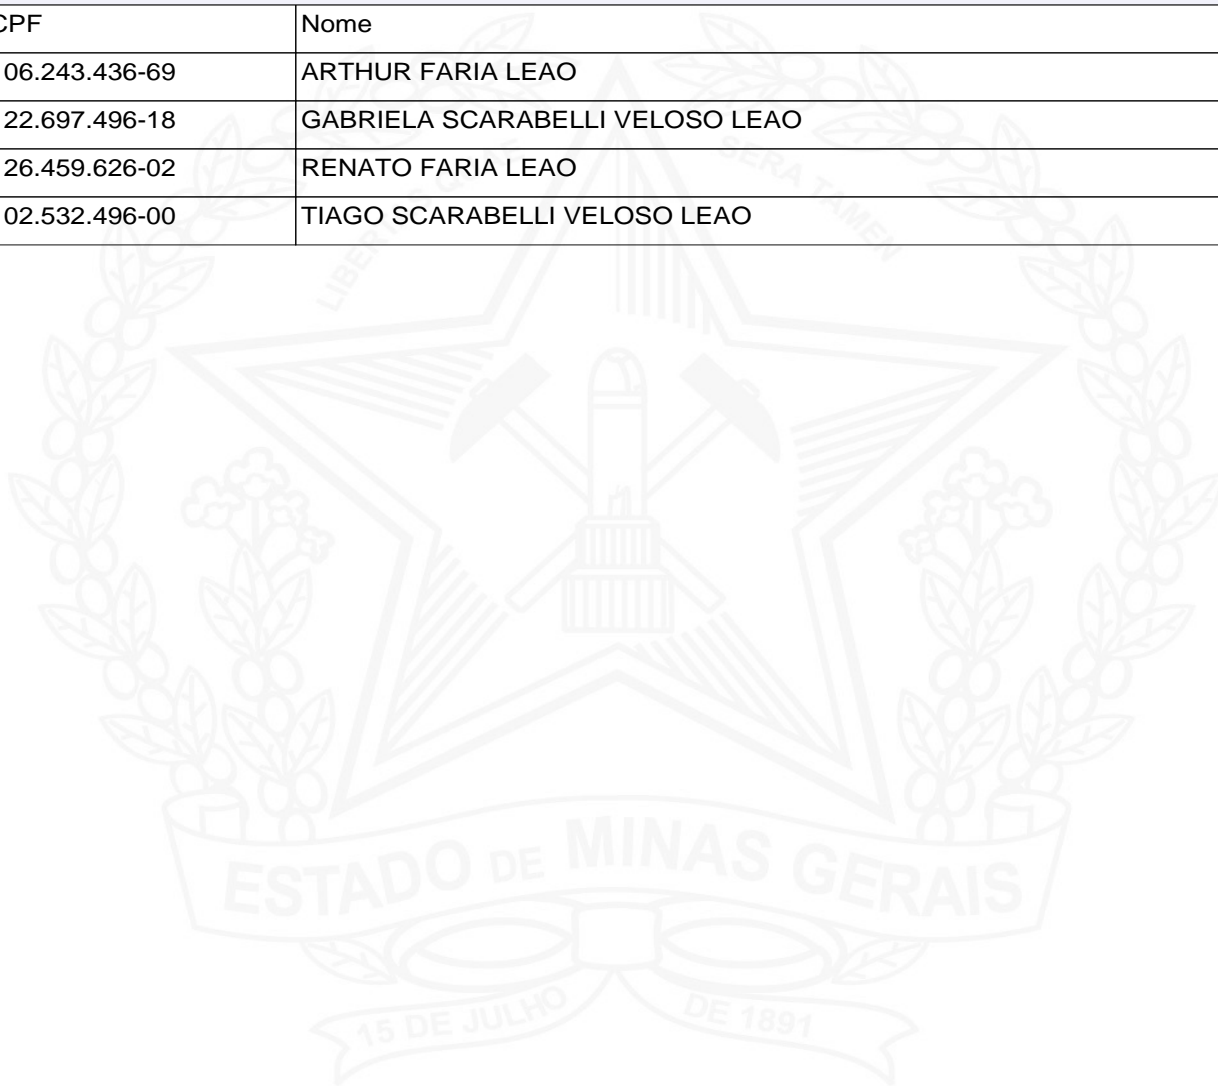 CPF Nome
06.243.436-69 ARTHUR FARIA LEAO
22.697.496-18 GABRIELA SCARABELLI VELOSO LEAO
26.459.626-02 RENATO FARIA LEAO
02.532.496-00 TIAGO SCARABELLI VELOSO LEAO
LIBERTAS QUAE SERA TAMEN
ESTADO DE MINAS GERAIS
15 DE JULHO DE 1891